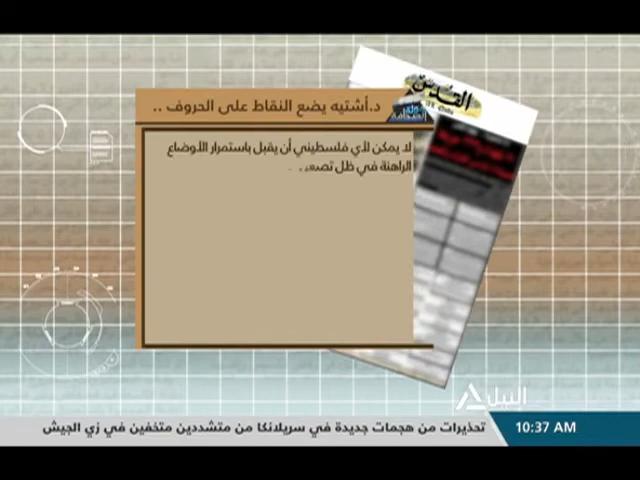 القدس
د.أشتيه يضع النقاط على الحروف ..
الصحافة
لا يمكن لأي فلسطيني أن يقبل باستمرار الأوضاع
الراهنة في ظل
النيل
تحذيرات من هجمات جديدة في سريلانكا من متشددين متخفين في زي الجيش
10:37 AM